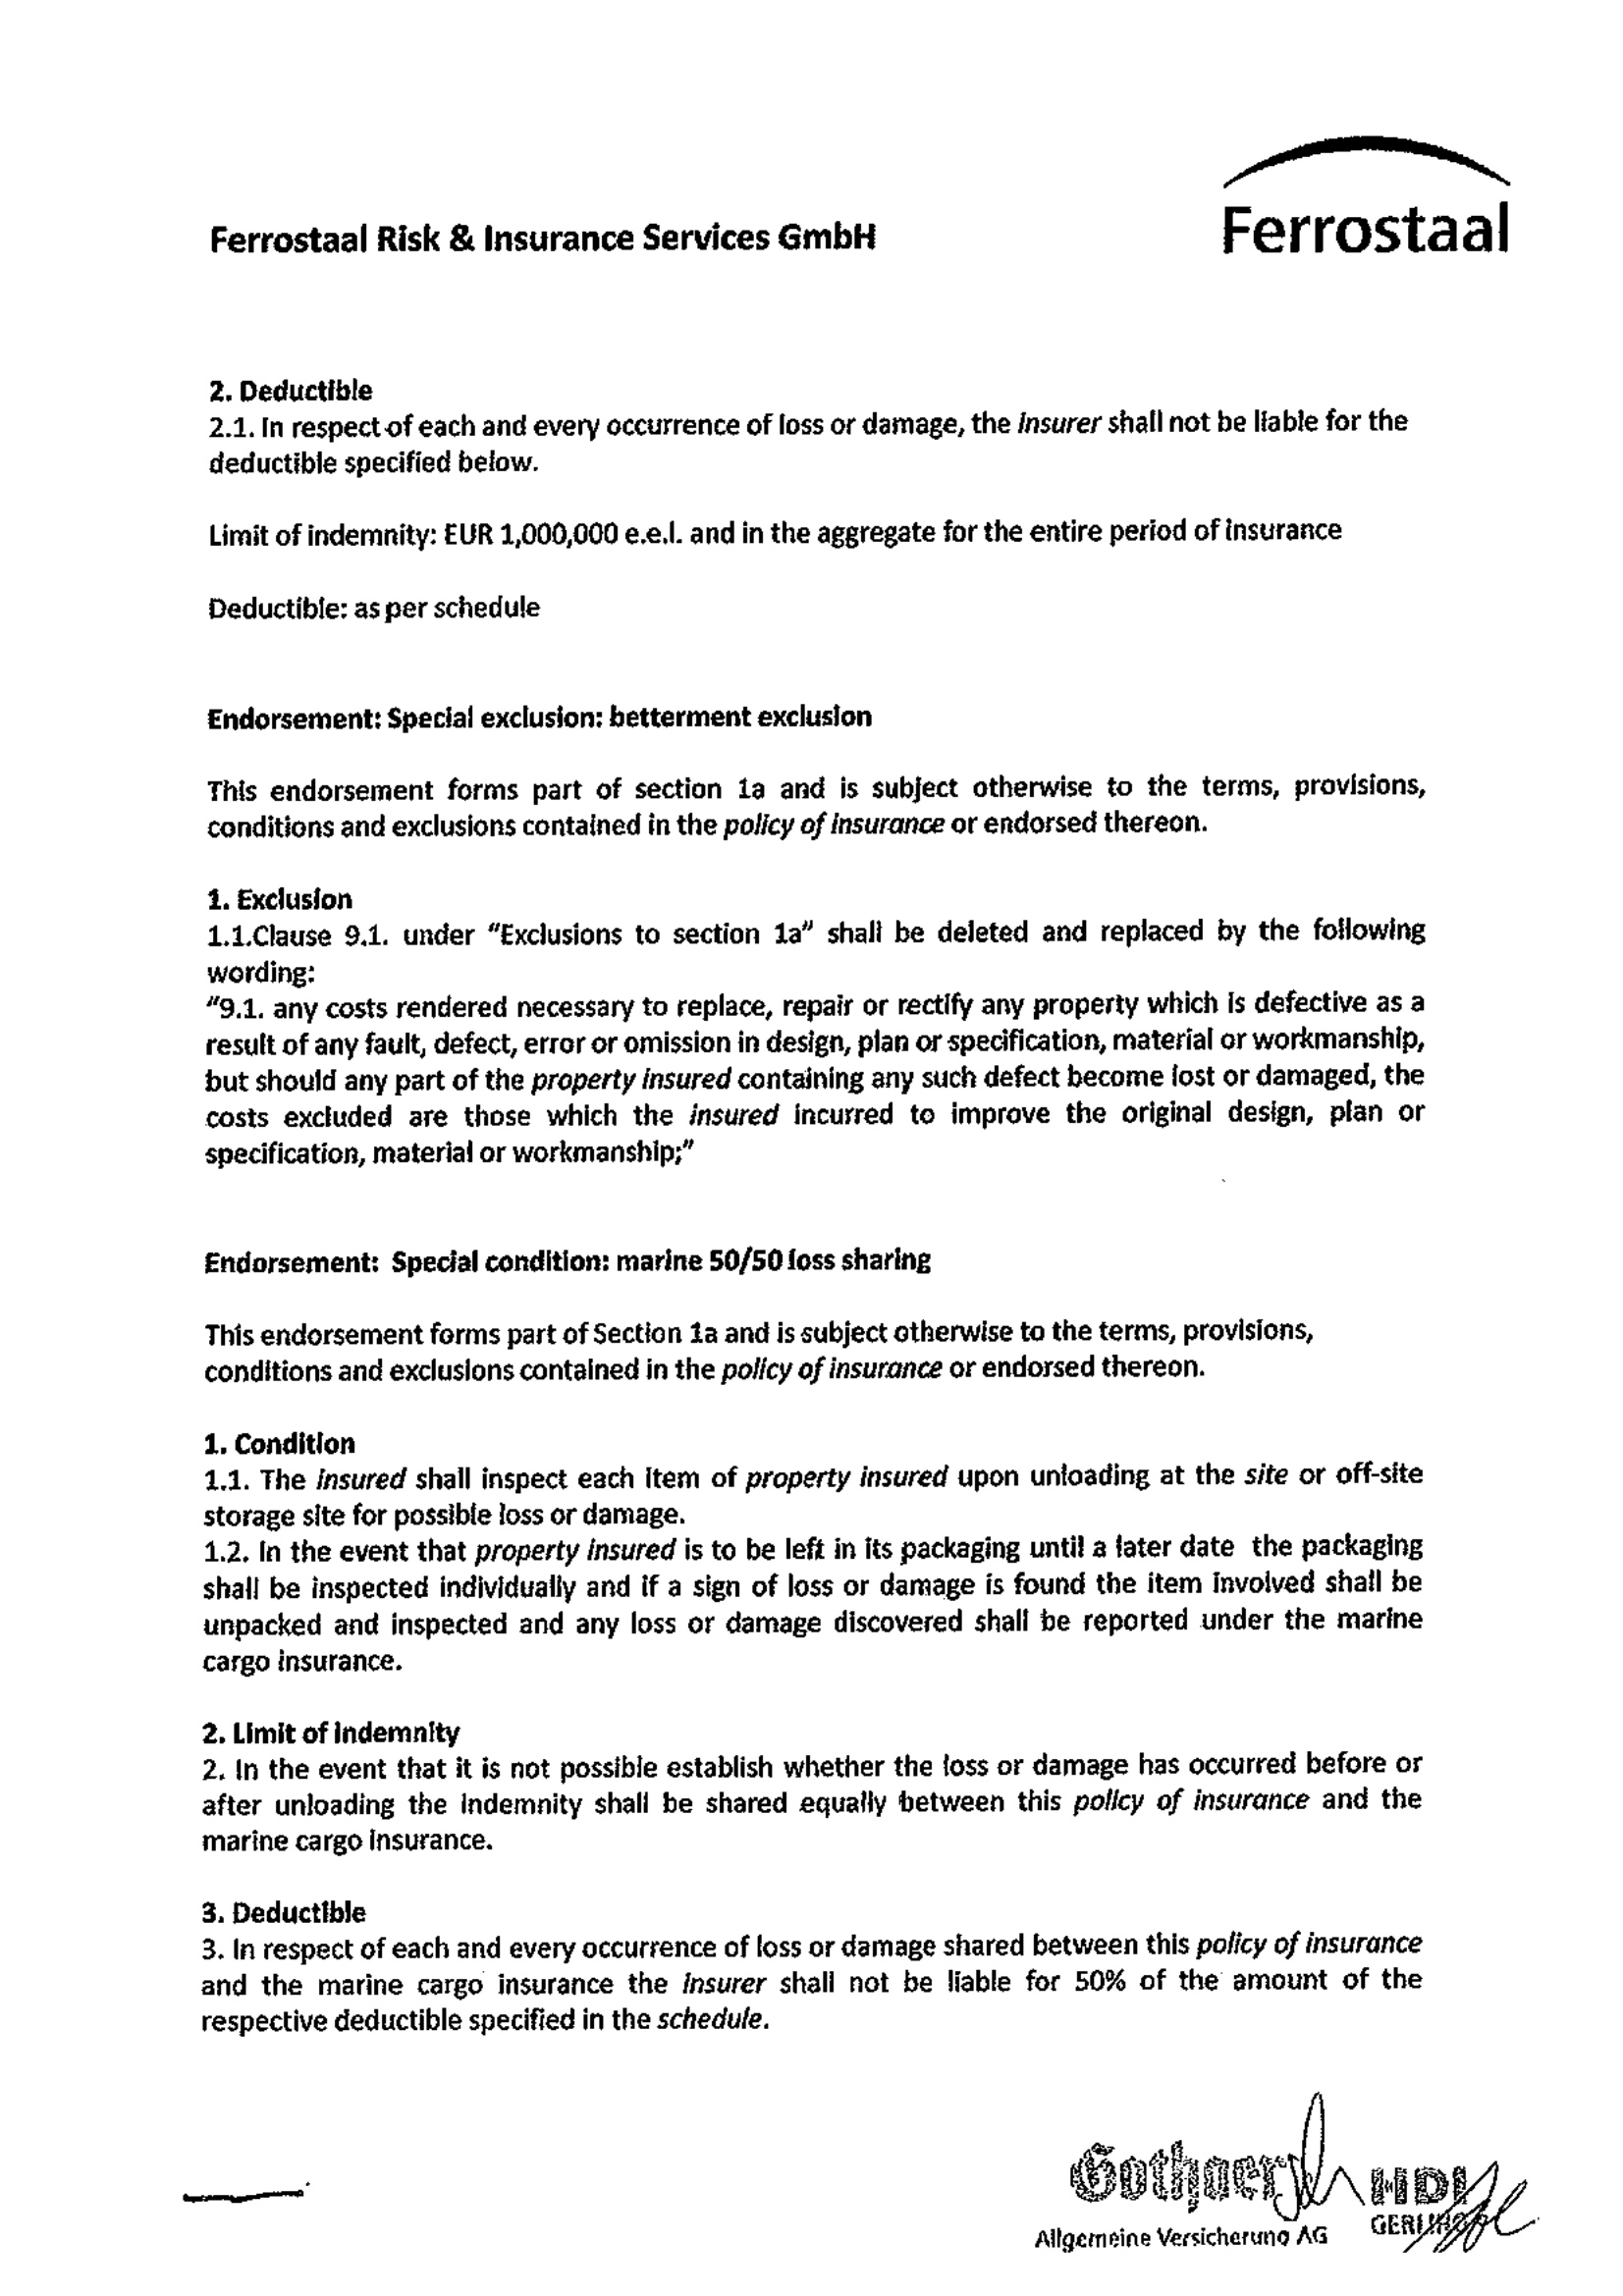 Ferrostaal Risk & Insurance Services GmbH
Ferrostaal
2. Deductible
2.1. In respect of each and every occurrence of loss or damage, the insurer shall not be liable for the
deductible specified below.
Limit of indemnity: EUR 1,000,000 e.e.l. and in the aggregate for the entire period of insurance
Deductible: as per schedule
Endorsement: Special exclusion: betterment exclusion
This endorsement forms part of section 1a and is subject otherwise to the terms, provisions,
conditions and exclusions contained in the policy of insurance or endorsed thereon.
1. Exclusion
1.1.Clause 9.1. under “Exclusions to section 1a” shall be deleted and replaced by the following
wording:
“9.1. any costs rendered necessary to replace, repair or rectify any property which is defective as a
result of any fault, defect, error or omission in design, plan or specification, material or workmanship,
but should any part of the property insured containing any such defect become lost or damaged, the
costs excluded are those which the insured incurred to improve the original design, plan or
specification, material or workmanship;”
Endorsement: Special condition: marine 50/50 loss sharing
This endorsement forms part of Section 1a and is subject otherwise to the terms, provisions,
conditions and exclusions contained in the policy of insurance or endorsed thereon.
1. Condition
1.1. The insured shall inspect each item of property insured upon unloading at the site or off-site
storage site for possible loss or damage.
1.2. In the event that property insured is to be left in its packaging until a later date the packaging
shall be inspected individually and if a sign of loss or damage is found the item involved shall be
unpacked and inspected and any loss or damage discovered shall be reported under the marine
cargo insurance.
2. Limit of indemnity
2. In the event that it is not possible establish whether the loss or damage has occurred before or
after unloading the indemnity shall be shared equally between this policy of insurance and the
marine cargo insurance.
3. Deductible
3. In respect of each and every occurrence of loss or damage shared between this policy of insurance
and the marine cargo insurance the insurer shall not be liable for 50% of the amount of the
respective deductible specified in the schedule.
Gothaer HDI
Allgemeine Versicherung AG